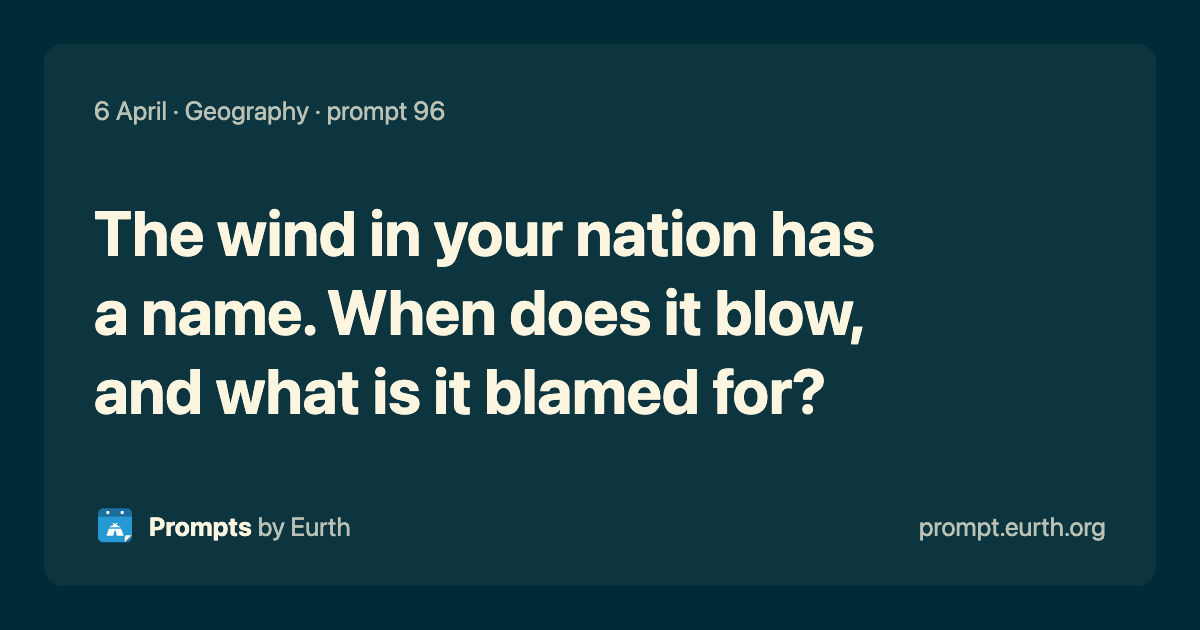 6 April · Geography · prompt 96
The wind in your nation has
a name. When does it blow,
and what is it blamed for?
Prompts by Eurth
prompt.eurth.org